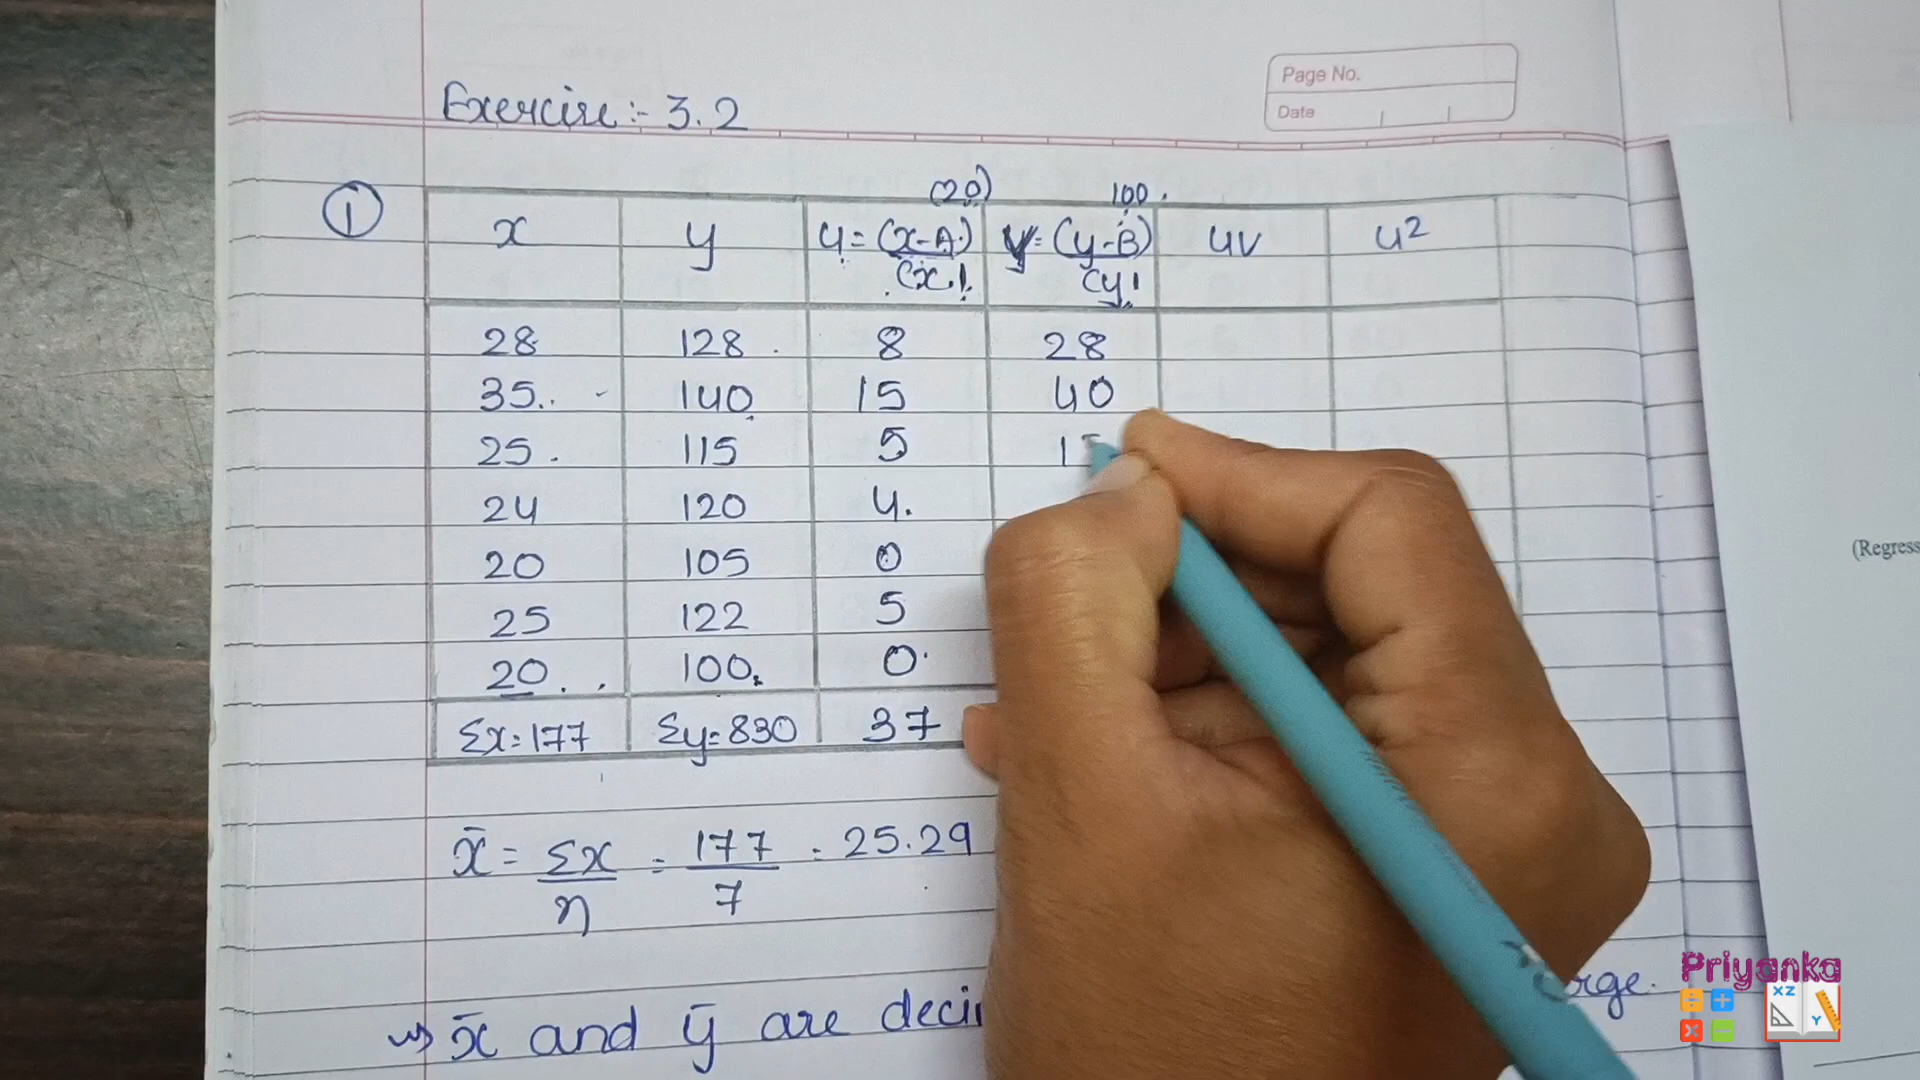 Page No.
Date
Exercise:- 3.2
(20) 100.
1 x y u = (x-A) v = (y-B) uv u²
(x) (y)
28 128 8 28
35 140 15 40
25 115 5 15
24 120 4
20 105 0
25 122 5
20 100 0
Σx=177 Σy=830 37
x̄ = Σx = 177 = 25.29
n 7
x̄ and ȳ are
(Regress
Priyanka
XZ
Y